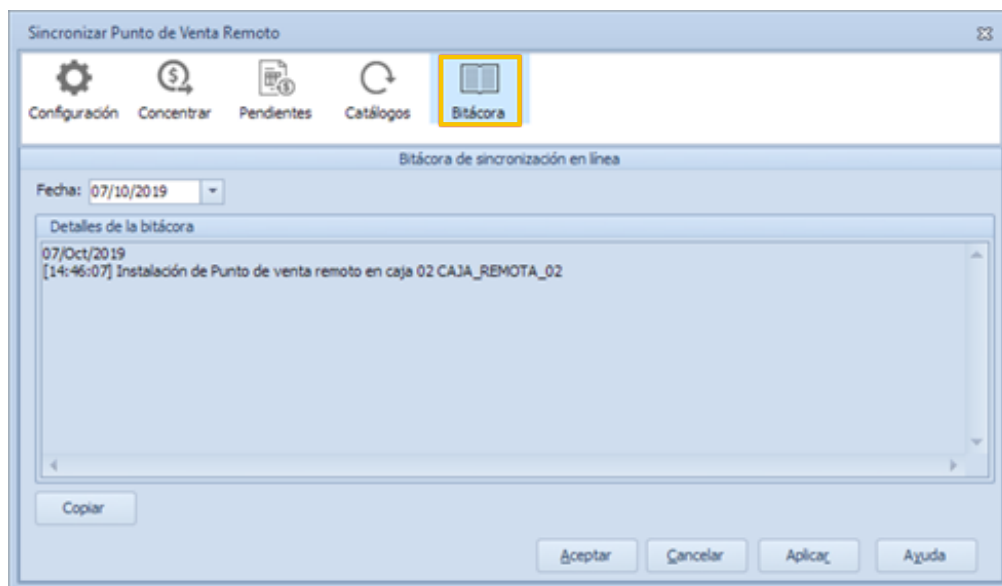 Sincronizar Punto de Venta Remoto
Configuración Concentrar Pendientes Catálogos Bitácora
Bitácora de sincronización en línea
Fecha: 07/10/2019
Detalles de la bitácora
07/Oct/2019
[14:46:07] Instalación de Punto de venta remoto en caja 02 CAJA_REMOTA_02
Copiar
Aceptar Cancelar Aplicar Ayuda